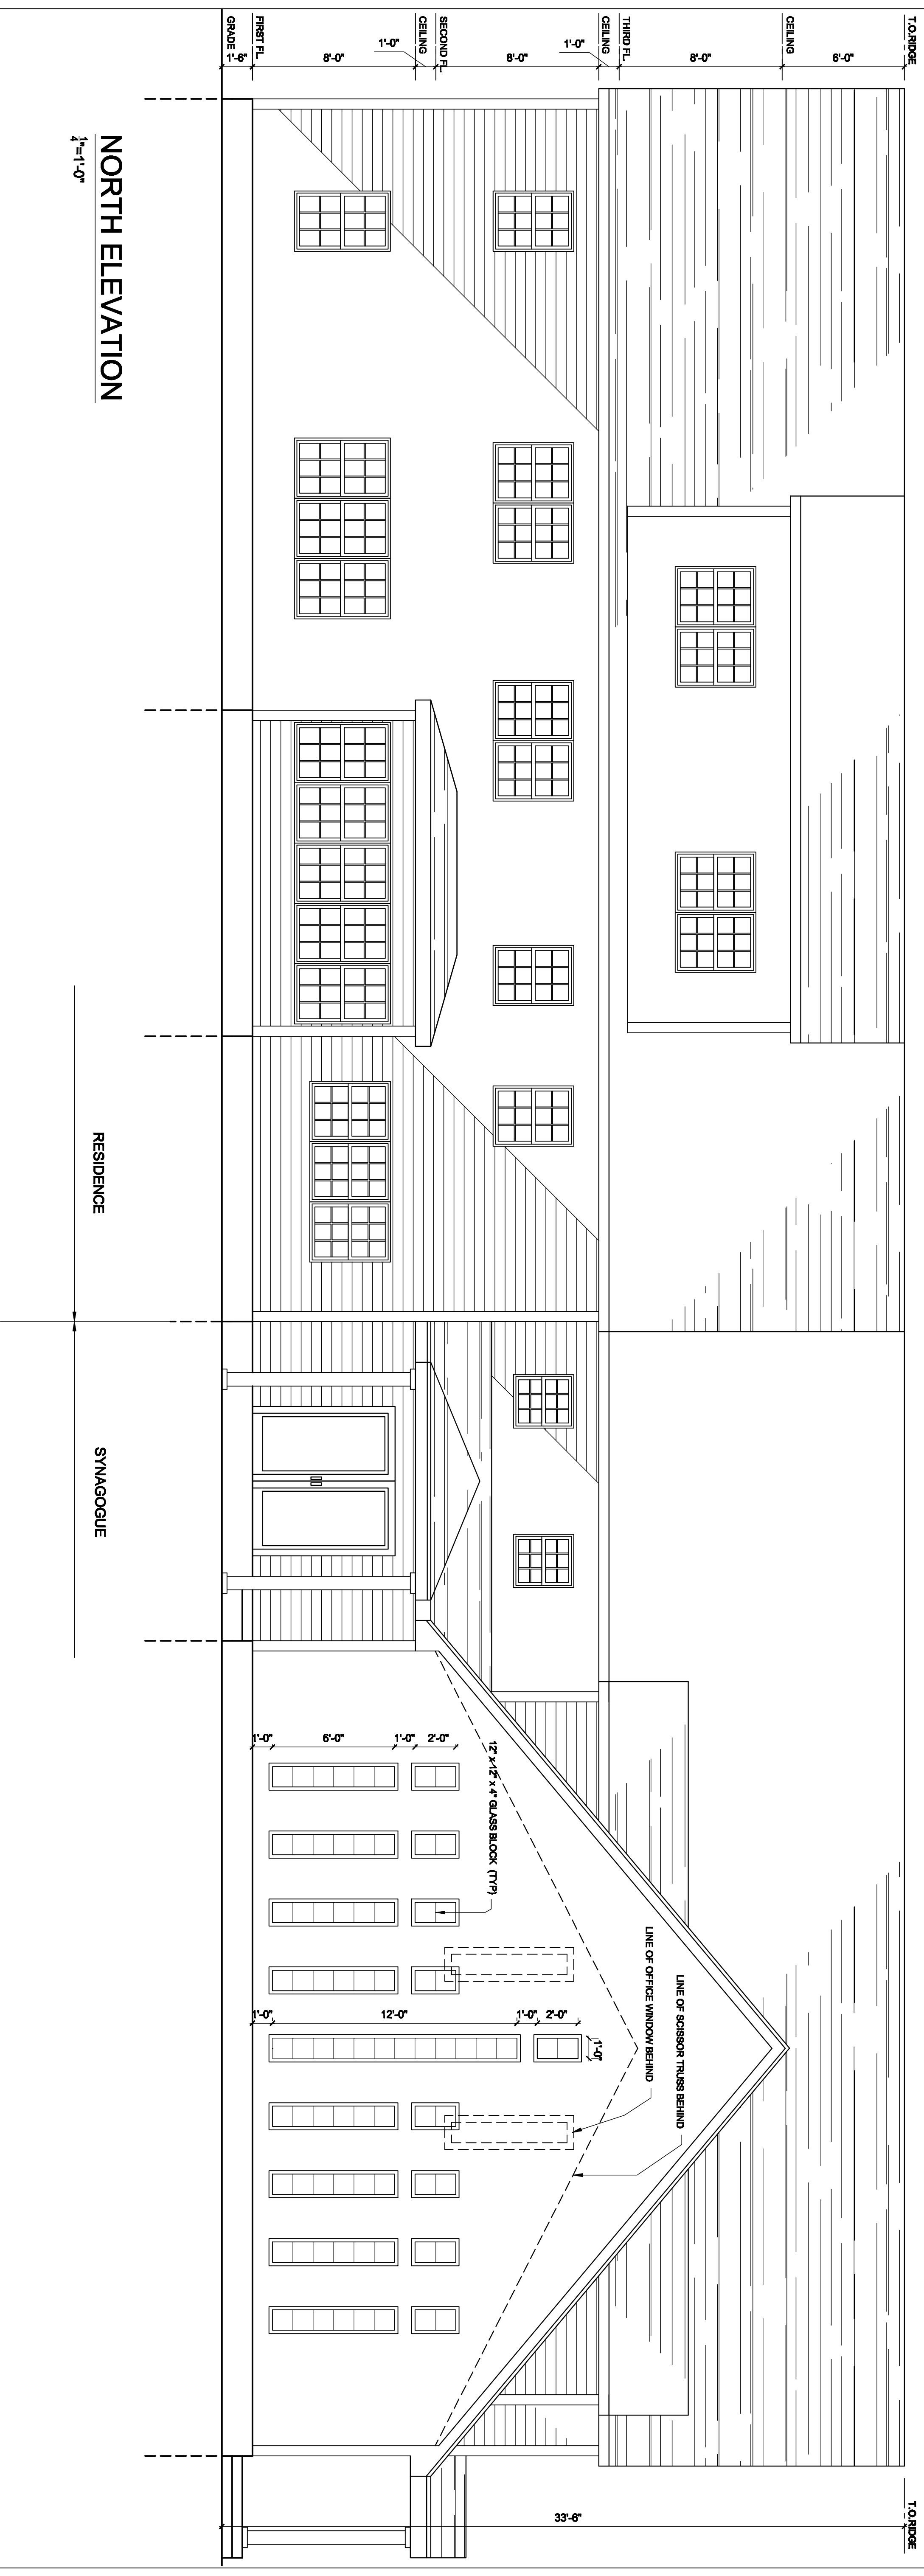 T.O.RIDGE
6'-0"
CEILING
8'-0"
THIRD FL.
1'-0"
CEILING
8'-0"
SECOND FL.
1'-0"
CEILING
8'-0"
FIRST FL.
1'-6"
GRADE
T.O.RIDGE
33'-6"
LINE OF SCISSOR TRUSS BEHIND
LINE OF OFFICE WINDOW BEHIND
12" x 12" x 4" GLASS BLOCK (TYP)
2'-0"
1'-0"
6'-0"
1'-0"
1'-0"
2'-0"
1'-0"
12'-0"
1'-0"
RESIDENCE
SYNAGOGUE
NORTH ELEVATION
1/4"=1'-0"